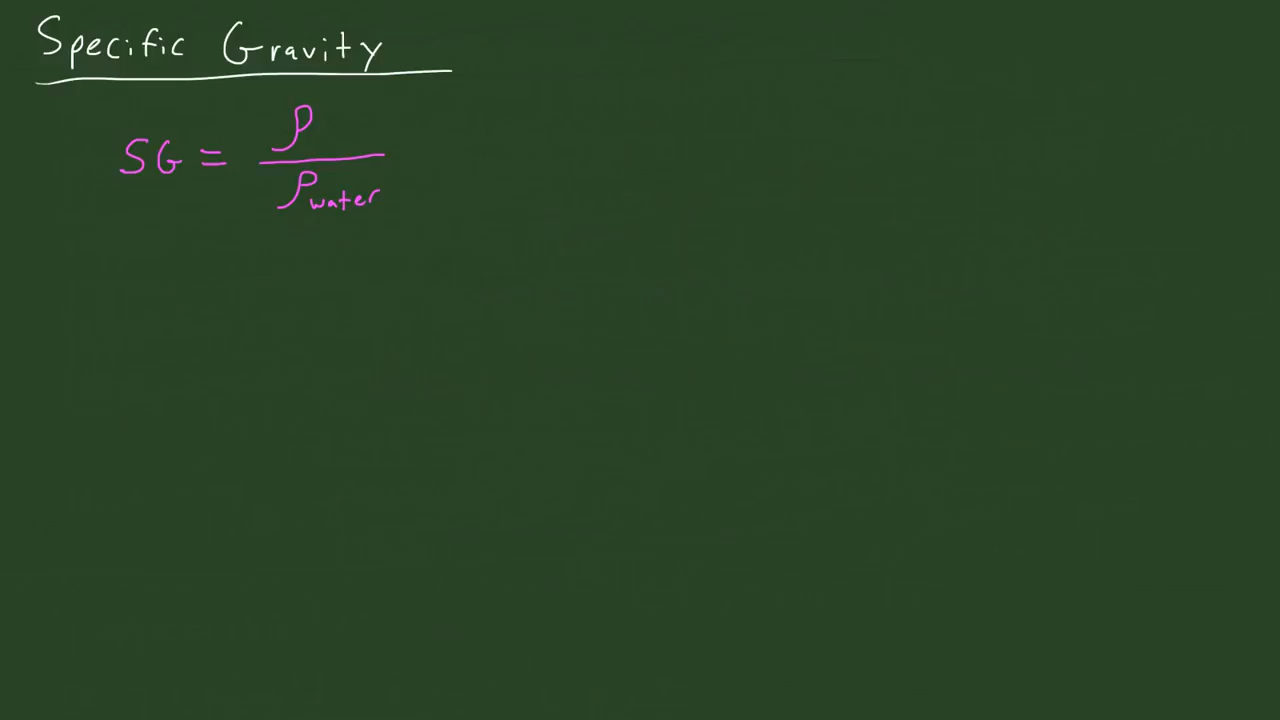 Specific Gravity
SG = ρ / ρwater